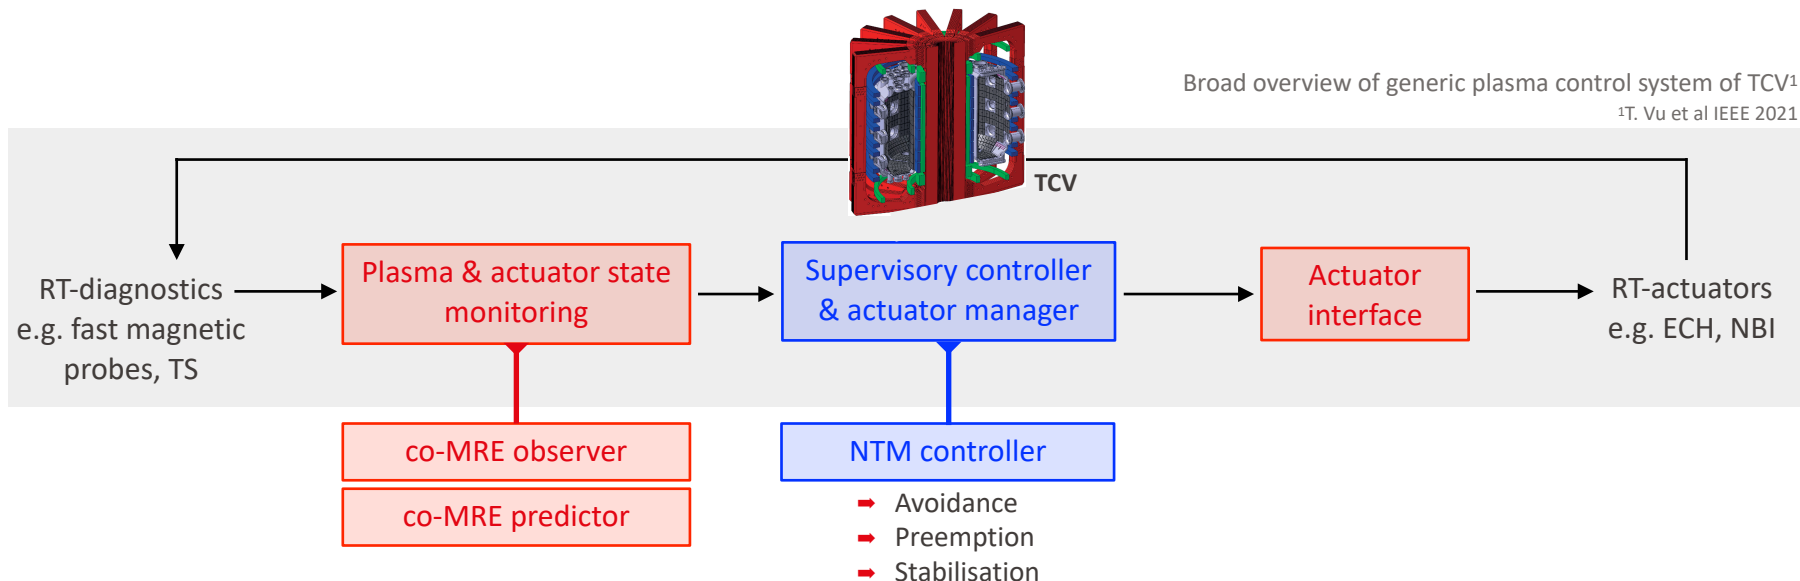 Broad overview of generic plasma control system of TCV¹
¹T. Vu et al IEEE 2021
TCV
RT-diagnostics
e.g. fast magnetic
probes, TS
Plasma & actuator state
monitoring
Supervisory controller
& actuator manager
Actuator
interface
RT-actuators
e.g. ECH, NBI
co-MRE observer
co-MRE predictor
NTM controller
➡ Avoidance
➡ Preemption
➡ Stabilisation